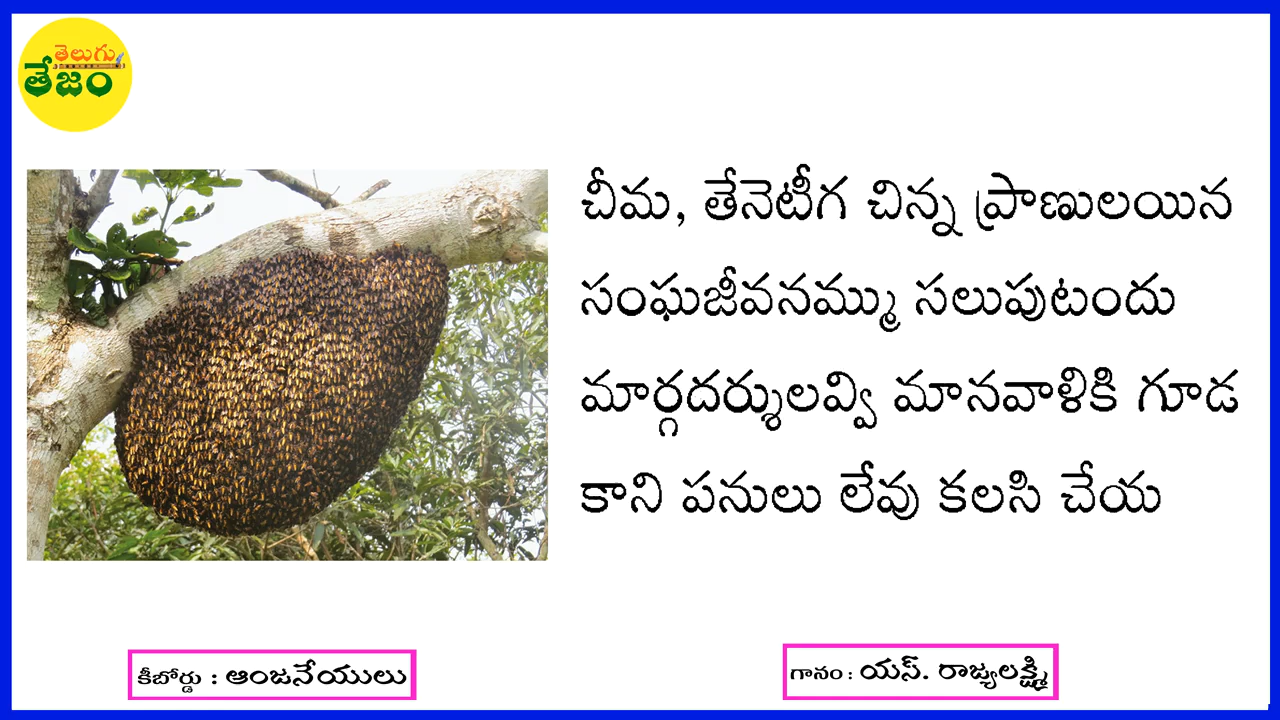 తెలుగు
తేజం
చీమ, తేనెటీగ చిన్న ప్రాణులయిన
సంఘజీవనమ్ము సలుపుటందు
మార్గదర్శులవ్వి మానవాళికి గూడ
కాని పనులు లేవు కలసి చేయ
కీబోర్డు : ఆంజనేయులు
గానం : యస్. రాజ్యలక్ష్మి